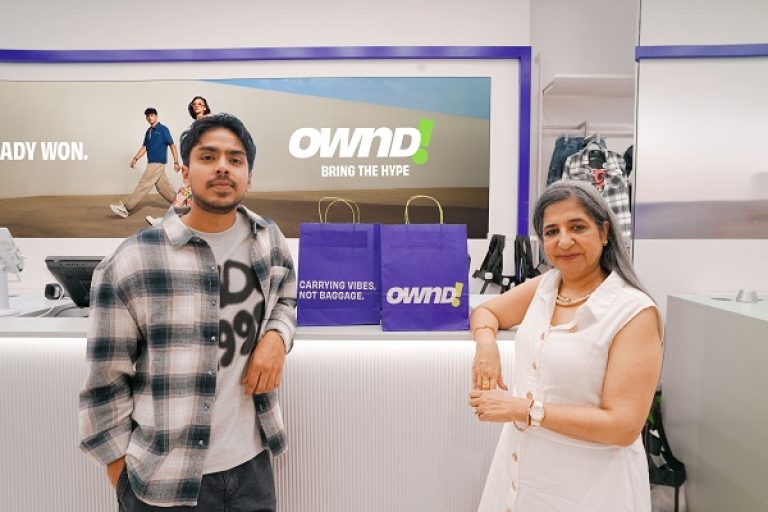 ADY WON.
OWND!
BRING THE HYPE
CARRYING VIBES,
NOT BAGGAGE.
OWND!